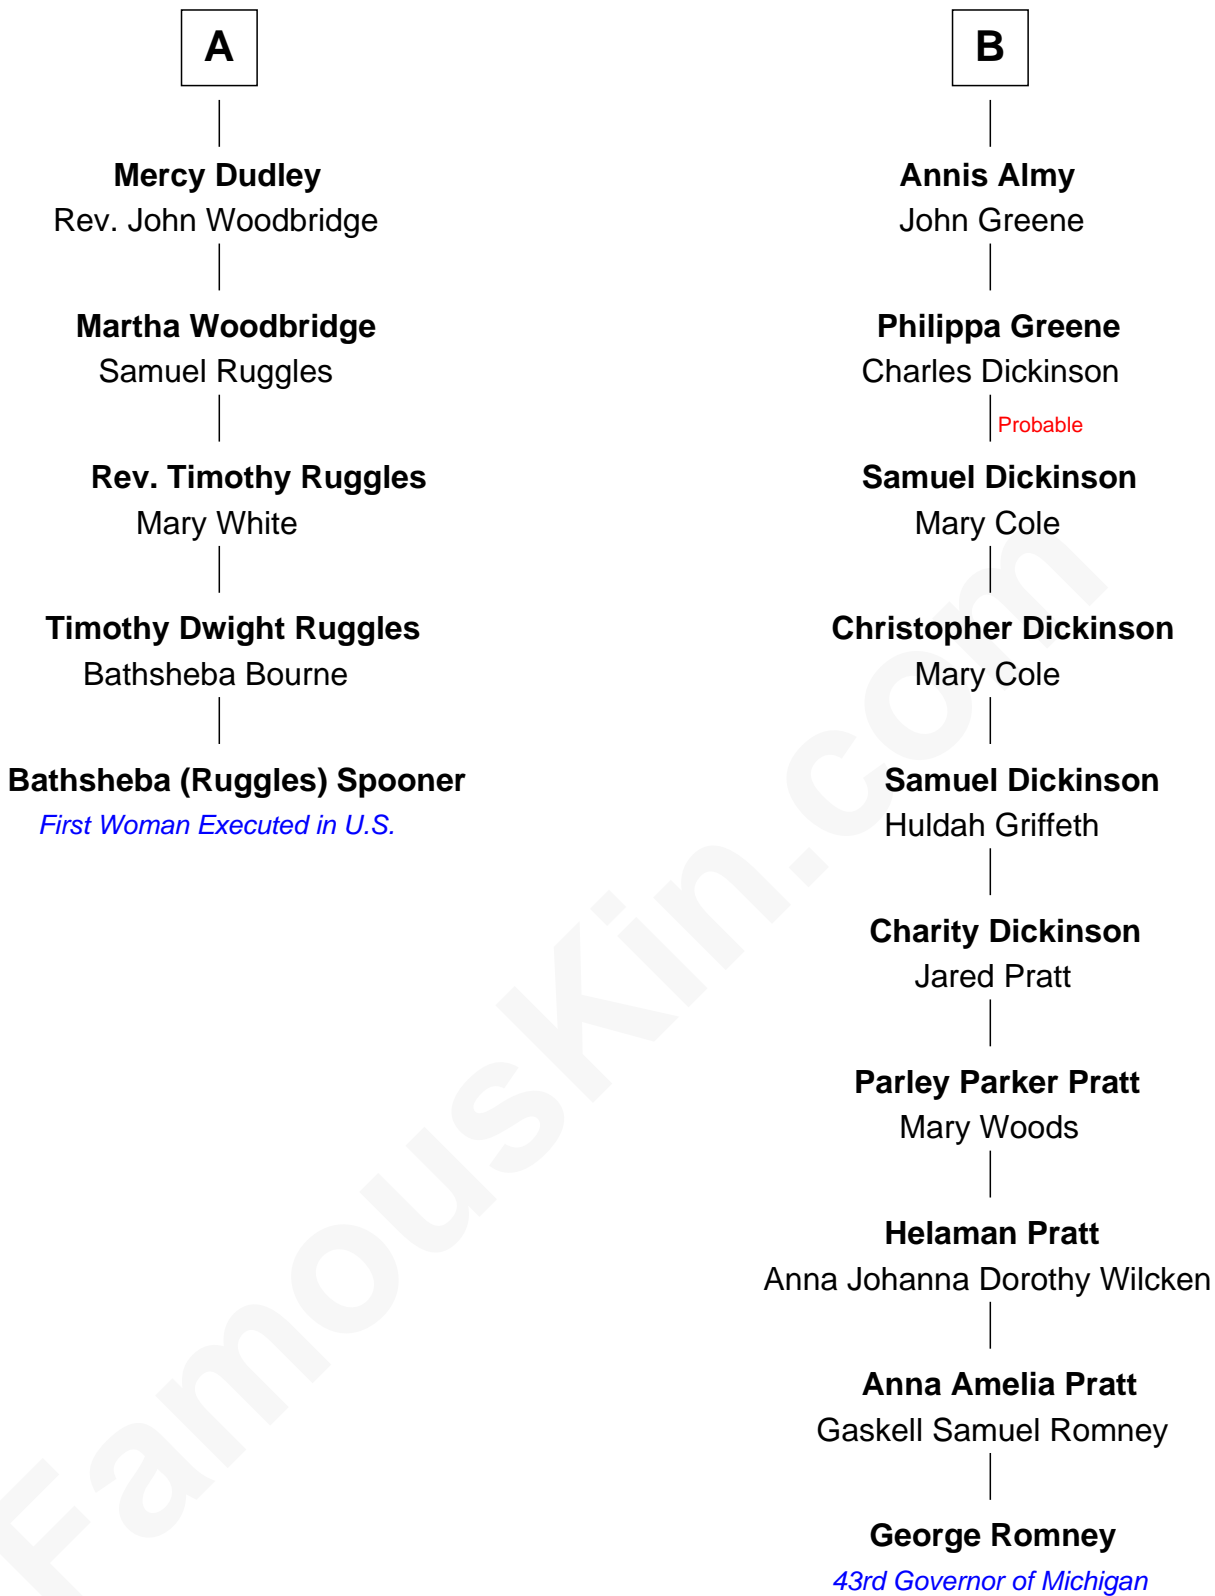 A
Mercy Dudley
Rev. John Woodbridge
Martha Woodbridge
Samuel Ruggles
Rev. Timothy Ruggles
Mary White
Timothy Dwight Ruggles
Bathsheba Bourne
Bathsheba (Ruggles) Spooner
First Woman Executed in U.S.
B
Annis Almy
John Greene
Philippa Greene
Charles Dickinson
Probable
Samuel Dickinson
Mary Cole
Christopher Dickinson
Mary Cole
Samuel Dickinson
Huldah Griffeth
Charity Dickinson
Jared Pratt
Parley Parker Pratt
Mary Woods
Helaman Pratt
Anna Johanna Dorothy Wilcken
Anna Amelia Pratt
Gaskell Samuel Romney
George Romney
43rd Governor of Michigan
FamousKin.com